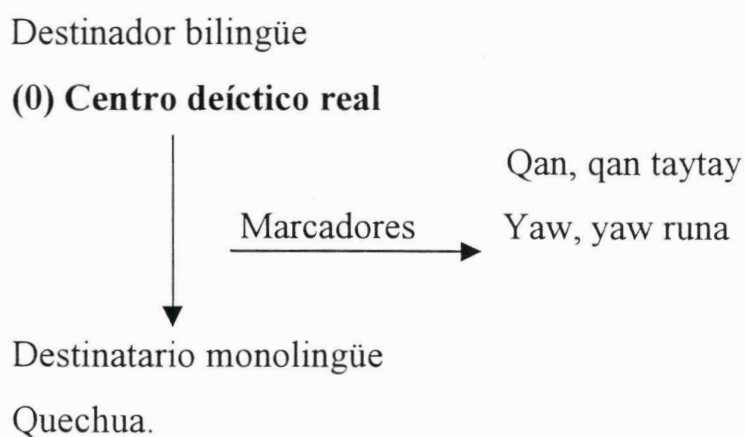 Destinador bilingüe
(0) Centro deíctico real
Qan, qan taytay
Marcadores
Yaw, yaw runa
Destinatario monolingüe
Quechua.